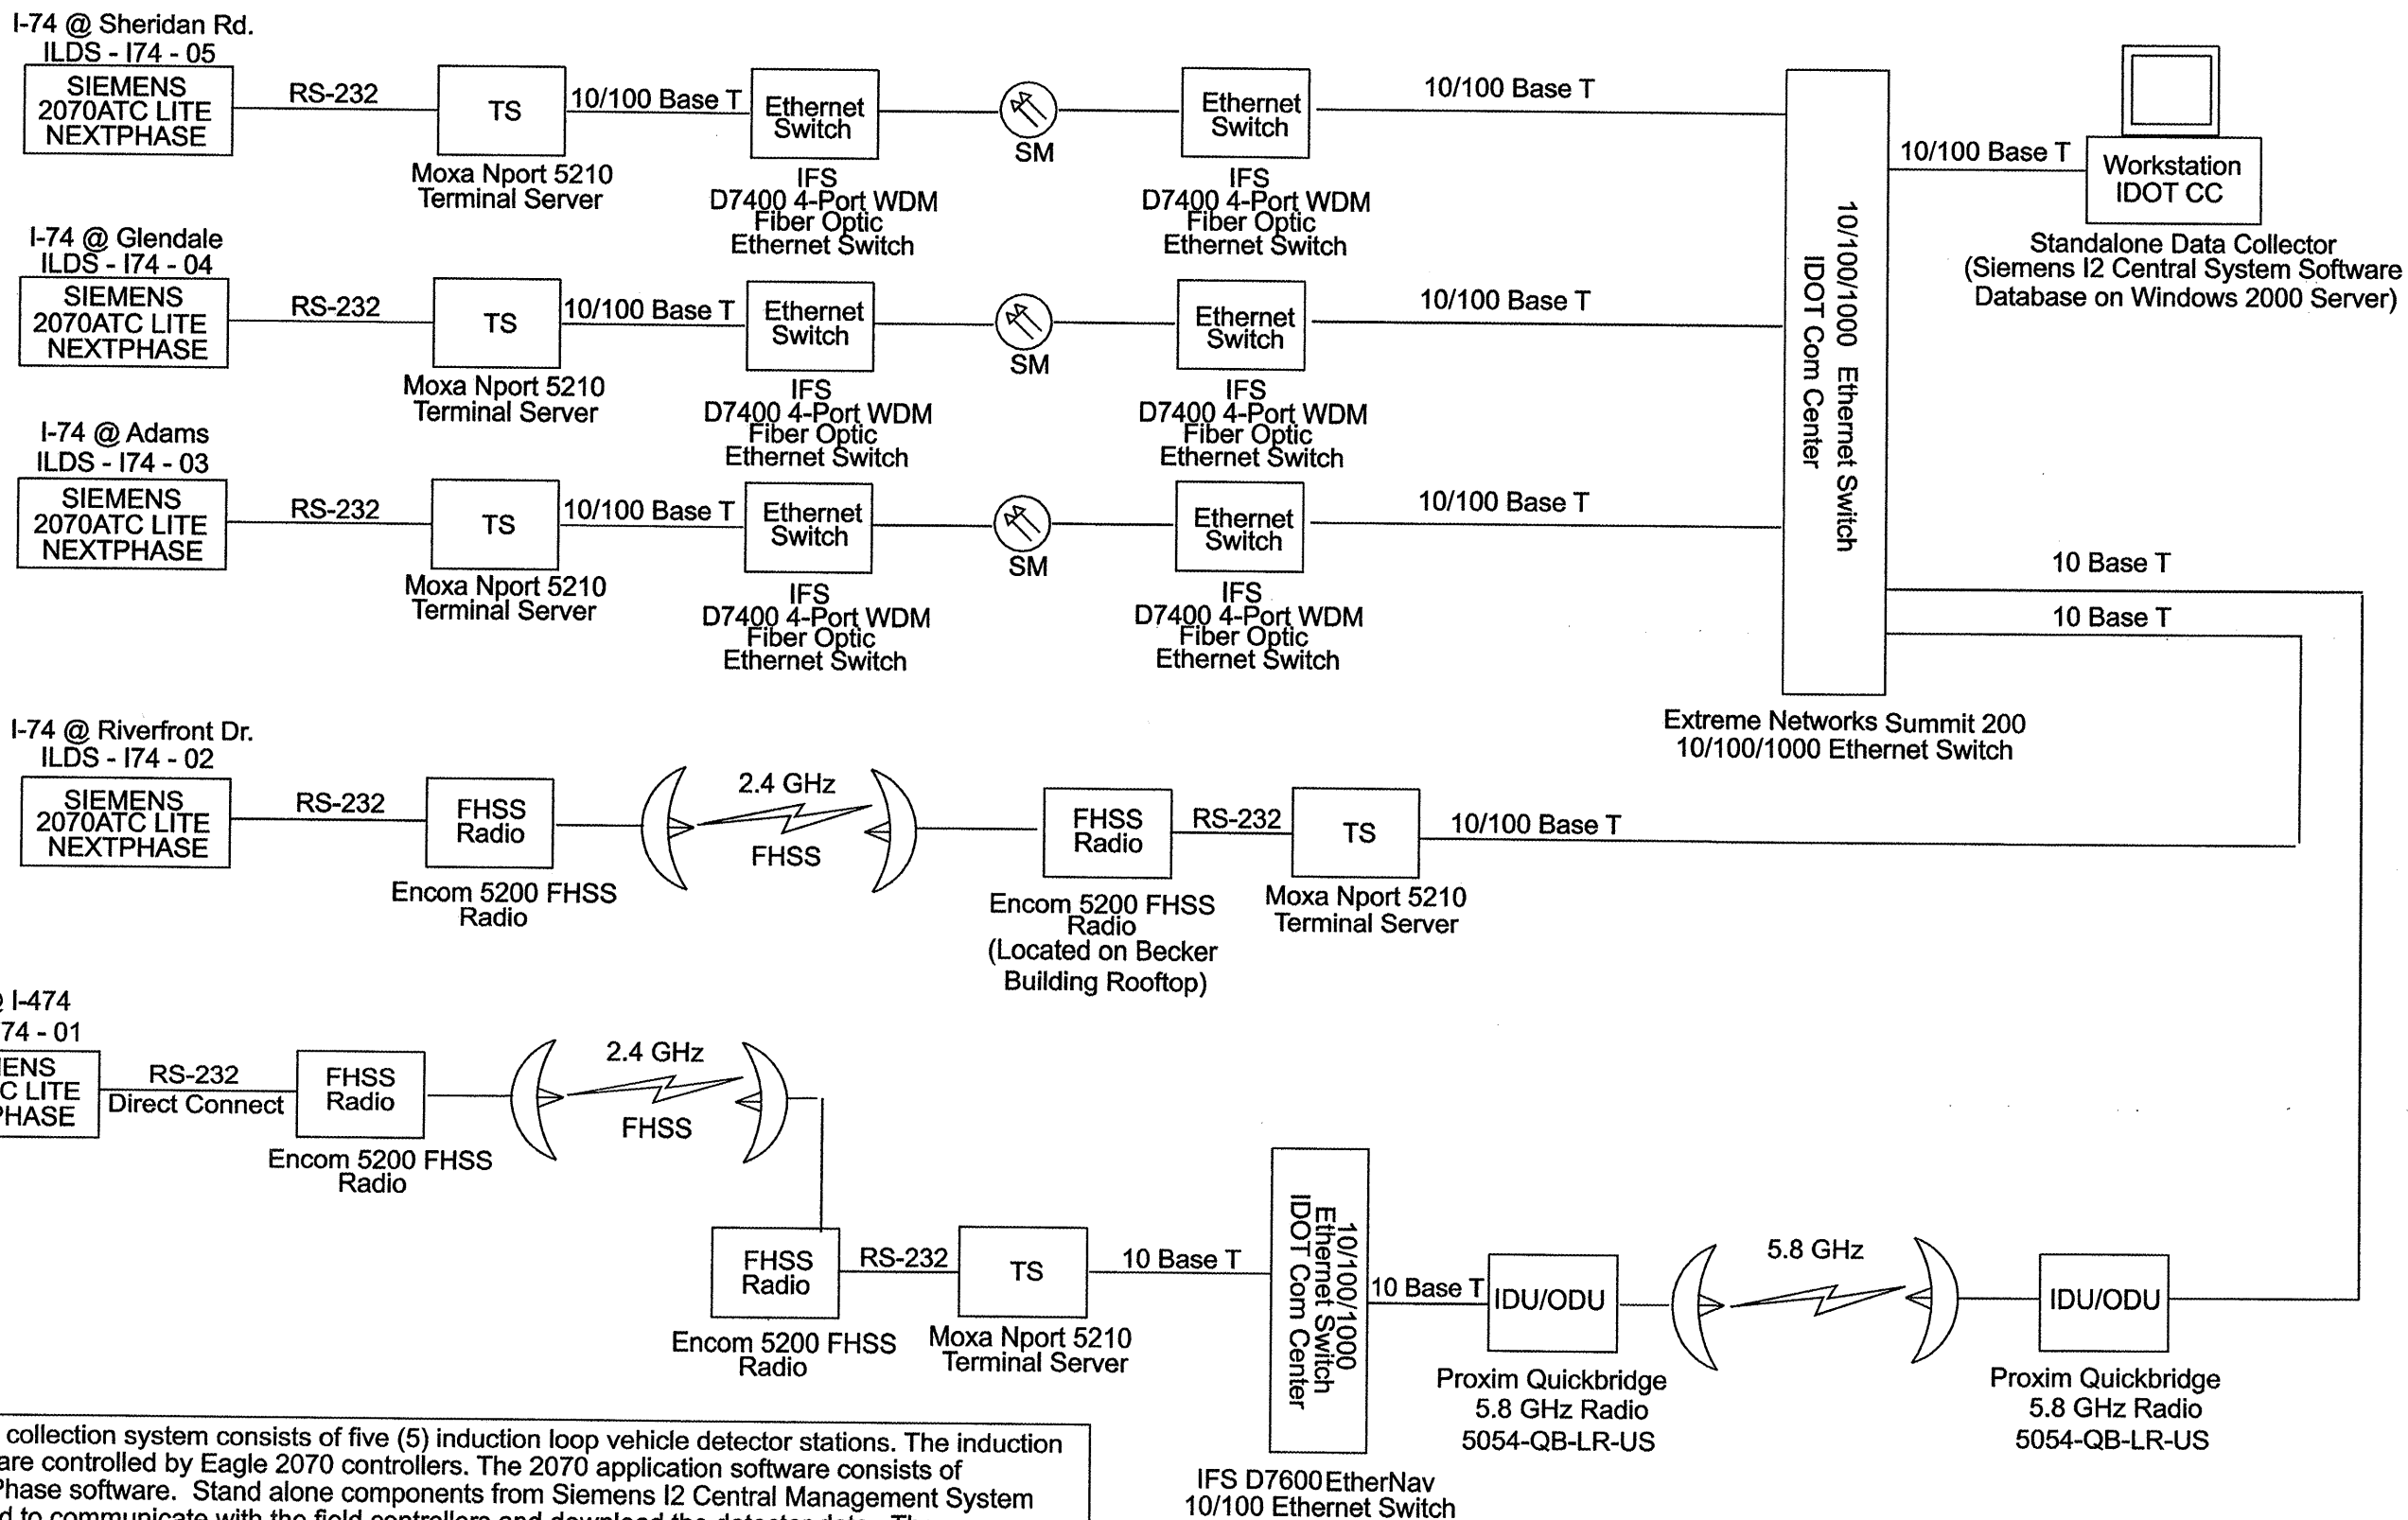 I-74 @ Sheridan Rd.
ILDS - I74 - 05
SIEMENS
2070ATC LITE
NEXTPHASE
RS-232
TS
Moxa Nport 5210
Terminal Server
10/100 Base T
Ethernet
Switch
IFS
D7400 4-Port WDM
Fiber Optic
Ethernet Switch
SM
Ethernet
Switch
IFS
D7400 4-Port WDM
Fiber Optic
Ethernet Switch
10/100 Base T
10/100/1000 Ethernet Switch
IDOT Com Center
10/100 Base T
Workstation
IDOT CC
Standalone Data Collector
(Siemens I2 Central System Software
Database on Windows 2000 Server)
I-74 @ Glendale
ILDS - I74 - 04
SIEMENS
2070ATC LITE
NEXTPHASE
RS-232
TS
Moxa Nport 5210
Terminal Server
10/100 Base T
Ethernet
Switch
IFS
D7400 4-Port WDM
Fiber Optic
Ethernet Switch
SM
Ethernet
Switch
IFS
D7400 4-Port WDM
Fiber Optic
Ethernet Switch
10/100 Base T
I-74 @ Adams
ILDS - I74 - 03
SIEMENS
2070ATC LITE
NEXTPHASE
RS-232
TS
Moxa Nport 5210
Terminal Server
10/100 Base T
Ethernet
Switch
IFS
D7400 4-Port WDM
Fiber Optic
Ethernet Switch
SM
Ethernet
Switch
IFS
D7400 4-Port WDM
Fiber Optic
Ethernet Switch
10/100 Base T
10 Base T
10 Base T
Extreme Networks Summit 200
10/100/1000 Ethernet Switch
I-74 @ Riverfront Dr.
ILDS - I74 - 02
SIEMENS
2070ATC LITE
NEXTPHASE
RS-232
FHSS
Radio
Encom 5200 FHSS
Radio
2.4 GHz
FHSS
FHSS
Radio
Encom 5200 FHSS
Radio
(Located on Becker
Building Rooftop)
RS-232
TS
Moxa Nport 5210
Terminal Server
10/100 Base T
@ I-474
74 - 01
ENS
C LITE
PHASE
RS-232
Direct Connect
FHSS
Radio
Encom 5200 FHSS
Radio
2.4 GHz
FHSS
FHSS
Radio
Encom 5200 FHSS
Radio
RS-232
TS
Moxa Nport 5210
Terminal Server
10 Base T
10/100/1000
Ethernet Switch
IDOT Com Center
IFS D7600 EtherNav
10/100 Ethernet Switch
10 Base T
IDU/ODU
Proxim Quickbridge
5.8 GHz Radio
5054-QB-LR-US
5.8 GHz
IDU/ODU
Proxim Quickbridge
5.8 GHz Radio
5054-QB-LR-US
collection system consists of five (5) induction loop vehicle detector stations. The induction
are controlled by Eagle 2070 controllers. The 2070 application software consists of
Phase software. Stand alone components from Siemens I2 Central Management System
to communicate with the field controllers and download the detector data.